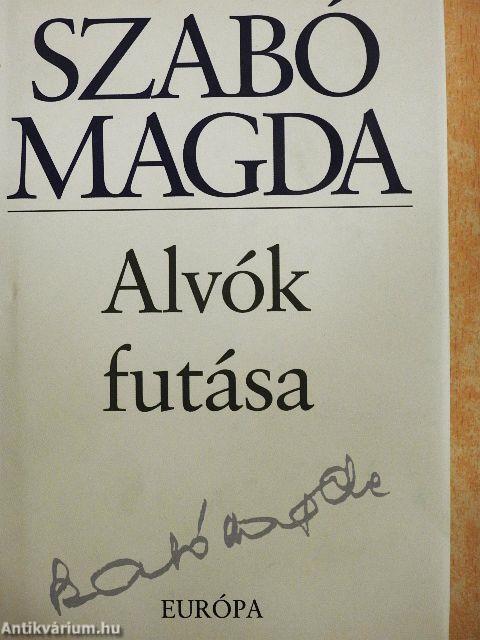 SZABÓ
MAGDA
Alvók
futása
EURÓPA
Antikvárium.hu